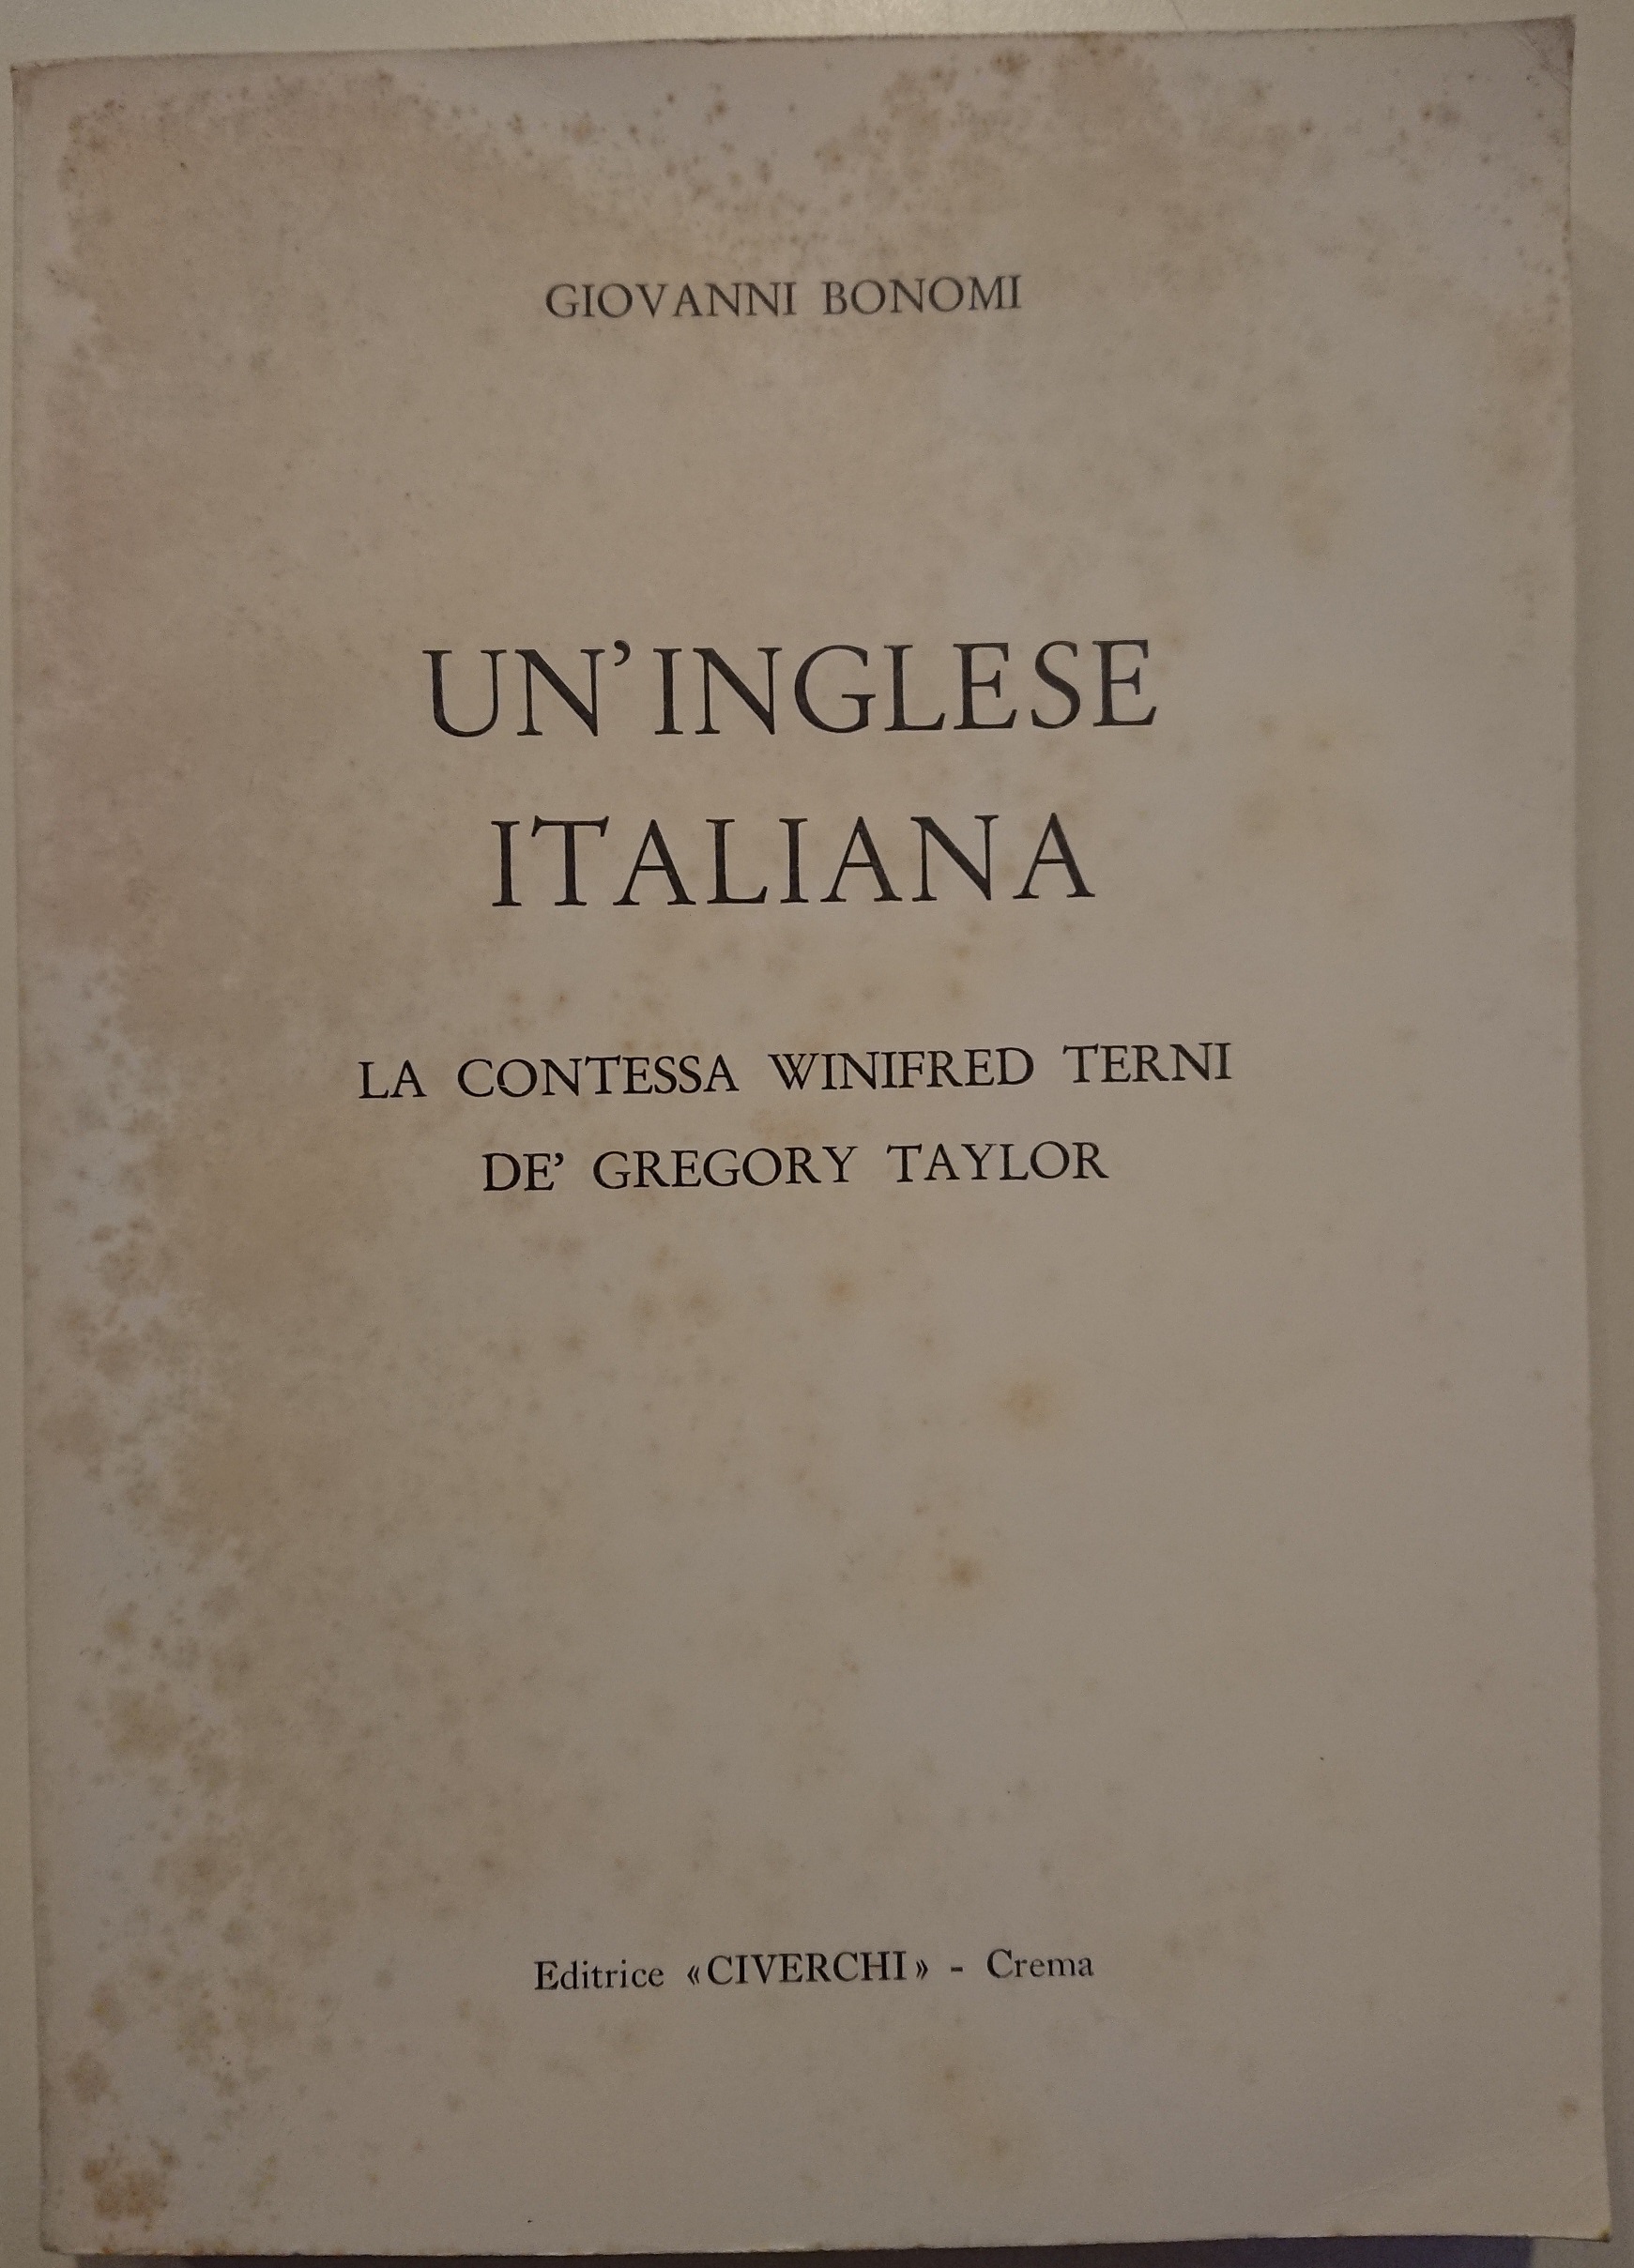 GIOVANNI BONOMI
UN'INGLESE
ITALIANA
LA CONTESSA WINIFRED TERNI
DE' GREGORY TAYLOR
Editrice «CIVERCHI» - Crema